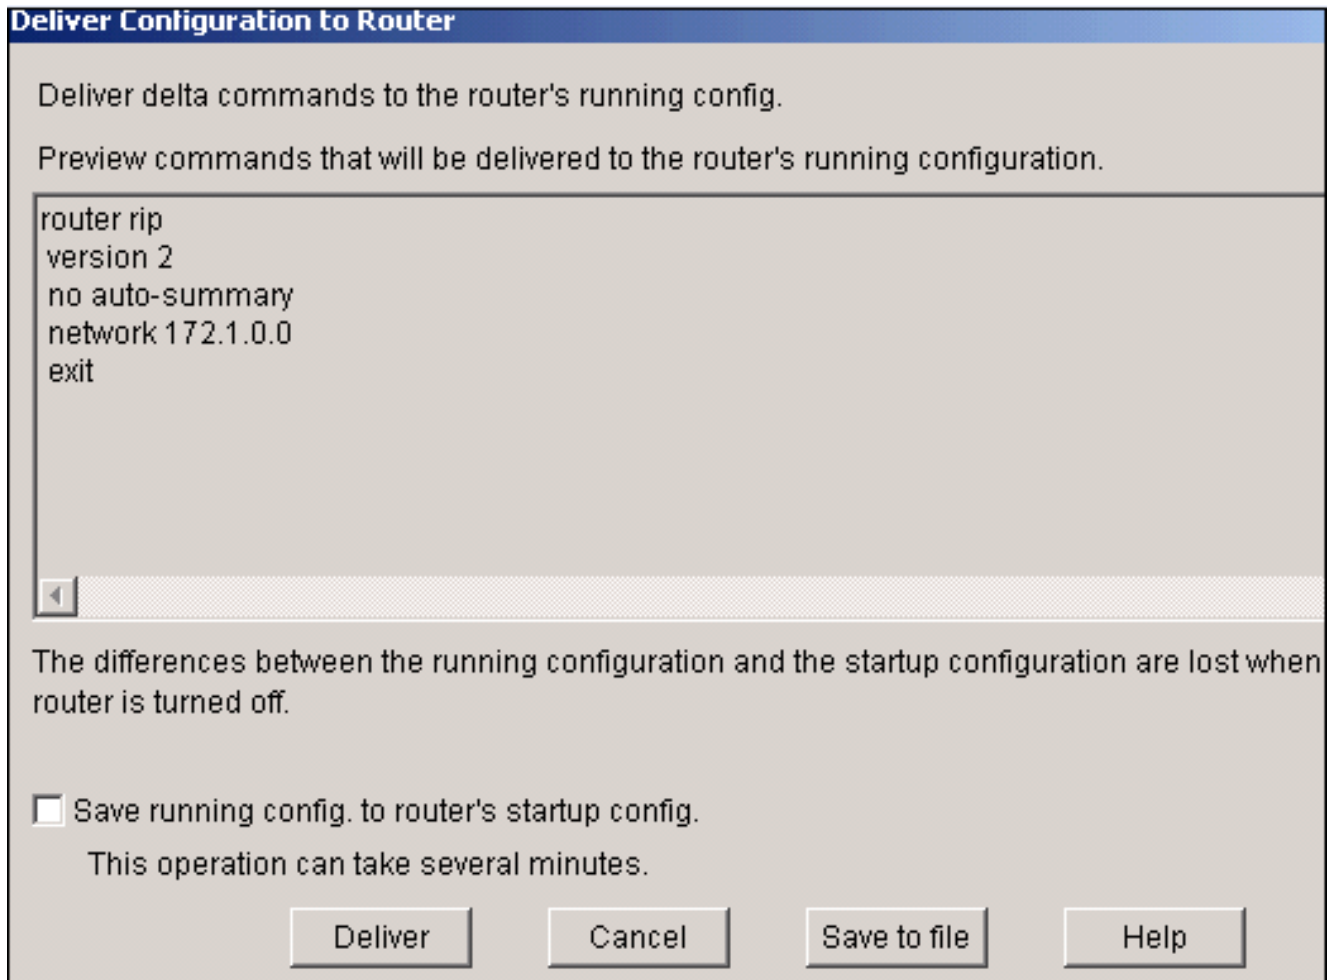 Deliver Configuration to Router
Deliver delta commands to the router's running config.
Preview commands that will be delivered to the router's running configuration.
router rip
version 2
no auto-summary
network 172.1.0.0
exit
The differences between the running configuration and the startup configuration are lost when
router is turned off.
Save running config. to router's startup config.
This operation can take several minutes.
Deliver
Cancel
Save to file
Help